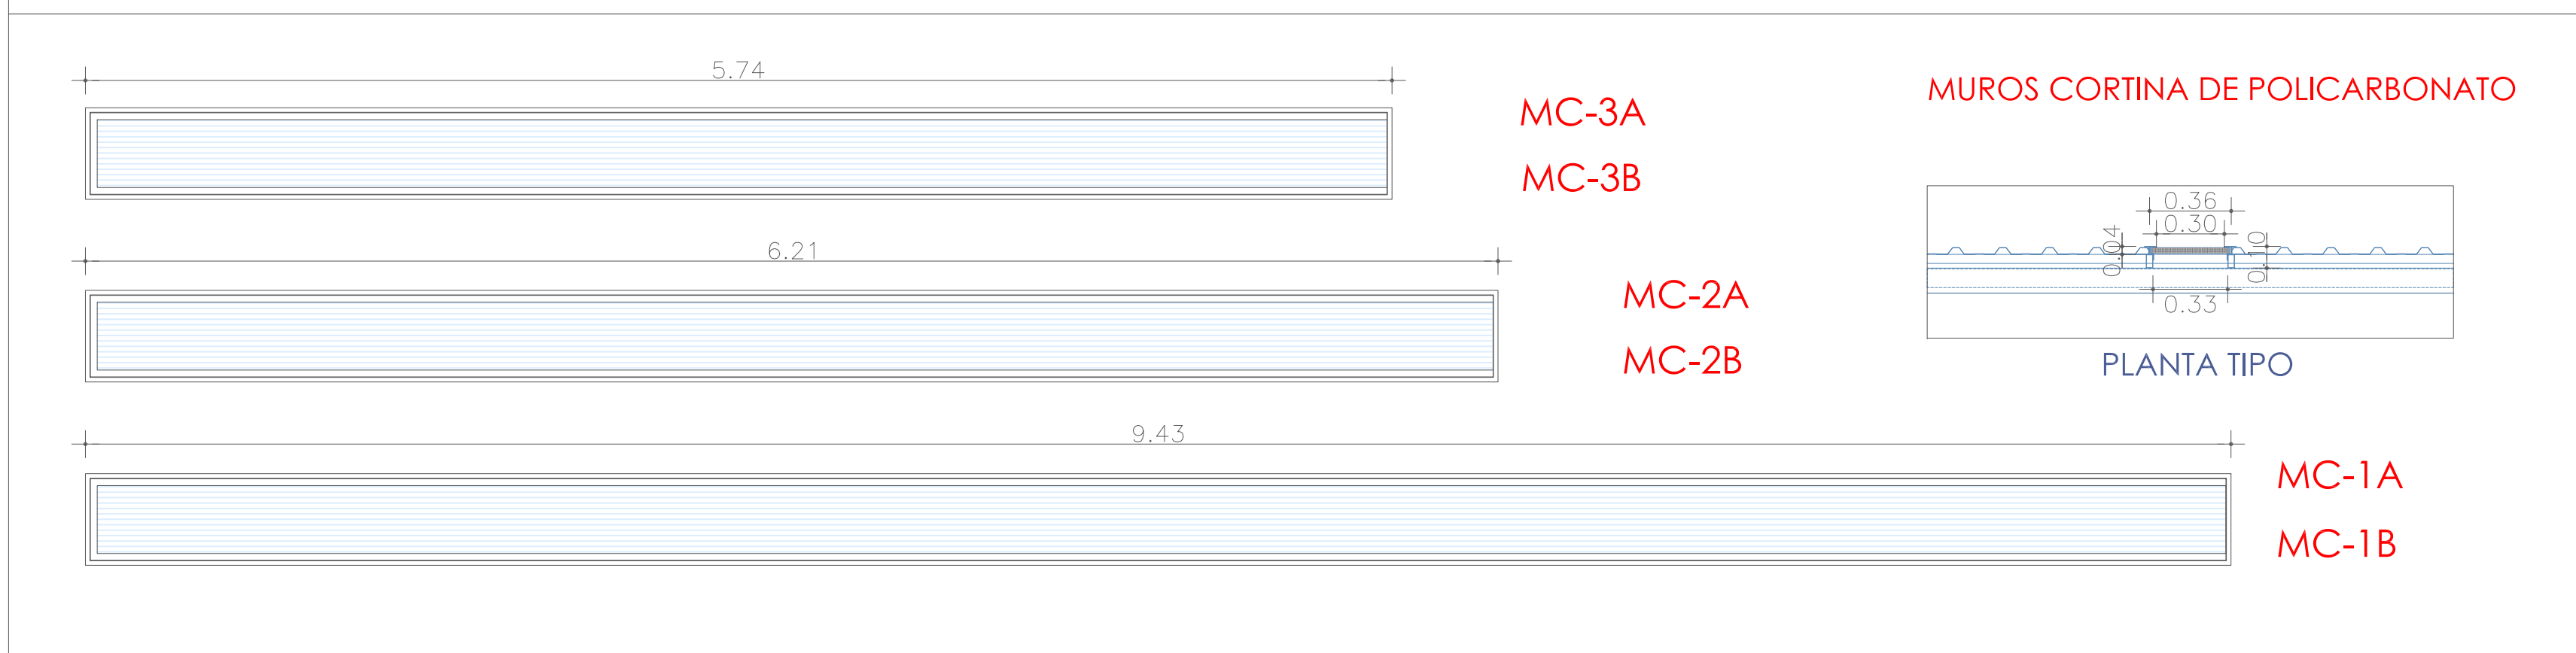 5.74
MC-3A
MC-3B
6.21
MC-2A
MC-2B
9.43
MC-1A
MC-1B
MUROS CORTINA DE POLICARBONATO
0.36
0.30
0.04
0.10
0.33
PLANTA TIPO